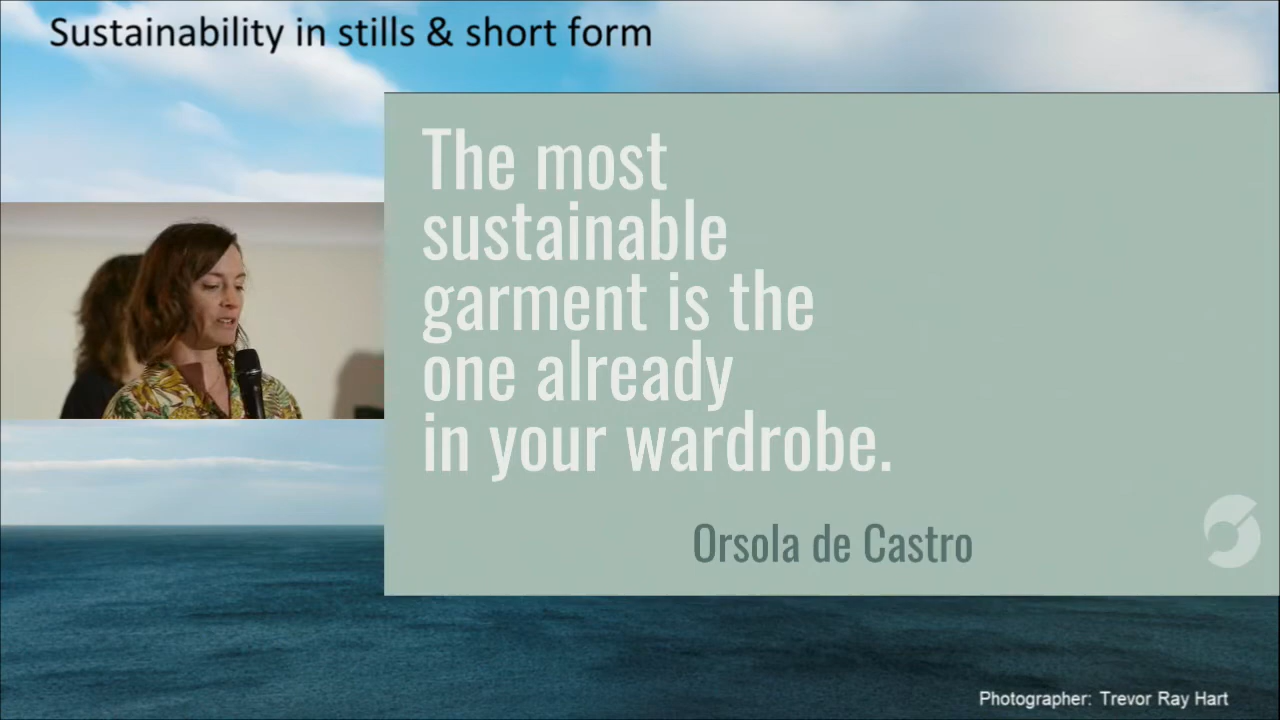 Sustainability in stills & short form
The most
sustainable
garment is the
one already
in your wardrobe.
Orsola de Castro
Photographer: Trevor Ray Hart